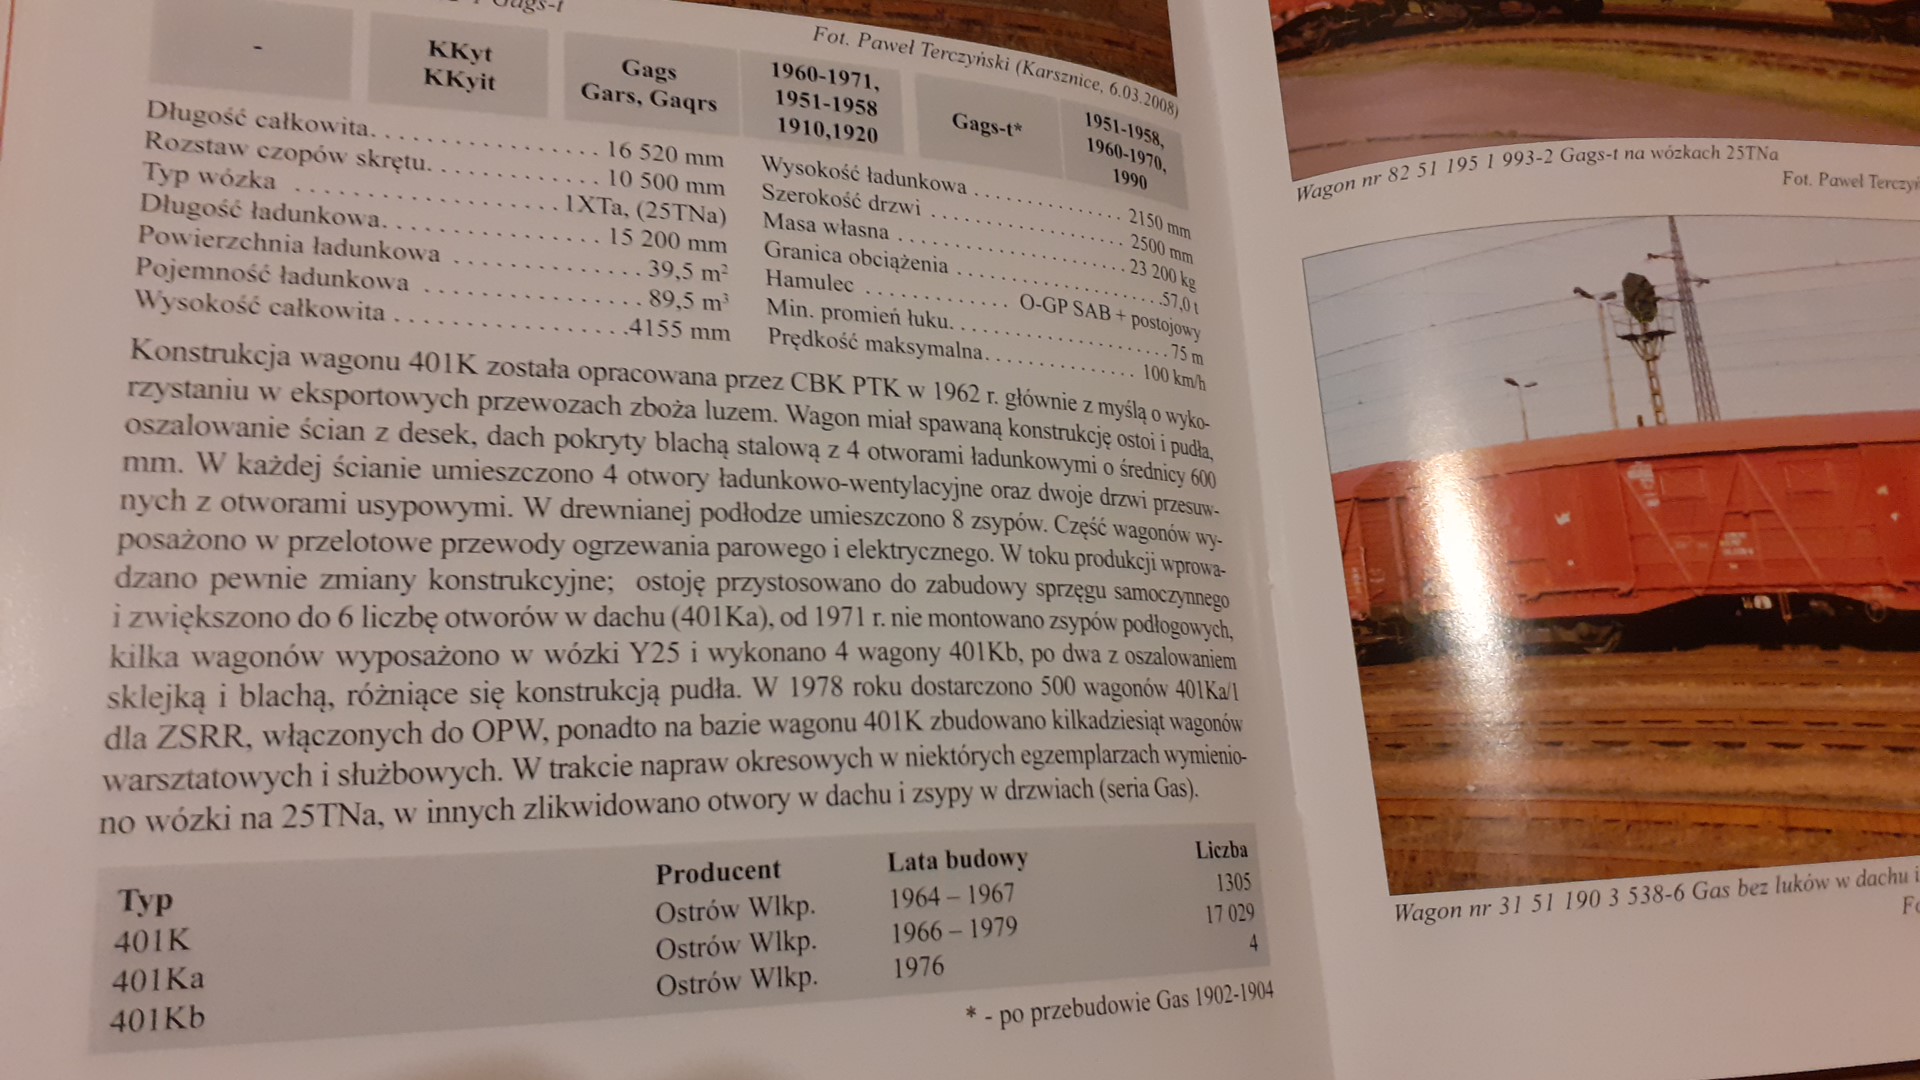 Gags-t
Fot. Paweł Terczyński (Karsznice, 6.03.2008)
-
KKyt
KKyit
Gags
Gars, Gaqrs
1960-1971,
1951-1958
1910,1920
Gags-t*
1951-1958,
1960-1970,
1990
Długość całkowita. . . . . . . . . . . . . . . . . 16 520 mm
Rozstaw czopów skrętu. . . . . . . . . . . . . 10 500 mm
Typ wózka . . . . . . . . . . . . . . . . . . 1XTa, (25TNa)
Długość ładunkowa. . . . . . . . . . . . . . . . 15 200 mm
Powierzchnia ładunkowa . . . . . . . . . . . . . 39,5 m²
Pojemność ładunkowa . . . . . . . . . . . . . . . 89,5 m³
Wysokość całkowita . . . . . . . . . . . . . . . . .4155 mm
Wysokość ładunkowa . . . . . . . . . . . . . . 2150 mm
Szerokość drzwi . . . . . . . . . . . . . . . . . . 2500 mm
Masa własna . . . . . . . . . . . . . . . . . . . . 23 200 kg
Granica obciążenia . . . . . . . . . . . . . . . . . .57,0 t
Hamulec . . . . . . . . . . . . . O-GP SAB + postojowy
Min. promień łuku. . . . . . . . . . . . . . . . . . . 75 m
Prędkość maksymalna. . . . . . . . . . . . . . 100 km/h
Konstrukcja wagonu 401K została opracowana przez CBK PTK w 1962 r. głównie z myślą o wyko-
rzystaniu w eksportowych przewozach zboża luzem. Wagon miał spawaną konstrukcję ostoi i pudła,
oszalowanie ścian z desek, dach pokryty blachą stalową z 4 otworami ładunkowymi o średnicy 600
mm. W każdej ścianie umieszczono 4 otwory ładunkowo-wentylacyjne oraz dwoje drzwi przesuw-
nych z otworami usypowymi. W drewnianej podłodze umieszczono 8 zsypów. Część wagonów wy-
posażono w przelotowe przewody ogrzewania parowego i elektrycznego. W toku produkcji wprowa-
dzano pewnie zmiany konstrukcyjne; ostoję przystosowano do zabudowy sprzęgu samoczynnego
i zwiększono do 6 liczbę otworów w dachu (401Ka), od 1971 r. nie montowano zsypów podłogowych,
kilka wagonów wyposażono w wózki Y25 i wykonano 4 wagony 401Kb, po dwa z oszalowaniem
sklejką i blachą, różniące się konstrukcją pudła. W 1978 roku dostarczono 500 wagonów 401Ka/1
dla ZSRR, włączonych do OPW, ponadto na bazie wagonu 401K zbudowano kilkadziesiąt wagonów
warsztatowych i służbowych. W trakcie napraw okresowych w niektórych egzemplarzach wymienio-
no wózki na 25TNa, w innych zlikwidowano otwory w dachu i zsypy w drzwiach (seria Gas).
Typ Producent Lata budowy Liczba
401K Ostrów Wlkp. 1964 – 1967 1305
401Ka Ostrów Wlkp. 1966 – 1979 17 029
401Kb Ostrów Wlkp. 1976 4
* - po przebudowie Gas 1902-1904
Wagon nr 82 51 195 1 993-2 Gags-t na wózkach 25TNa
Fot. Paweł
Wagon nr 31 51 190 3 538-6 Gas bez luków w dachu i